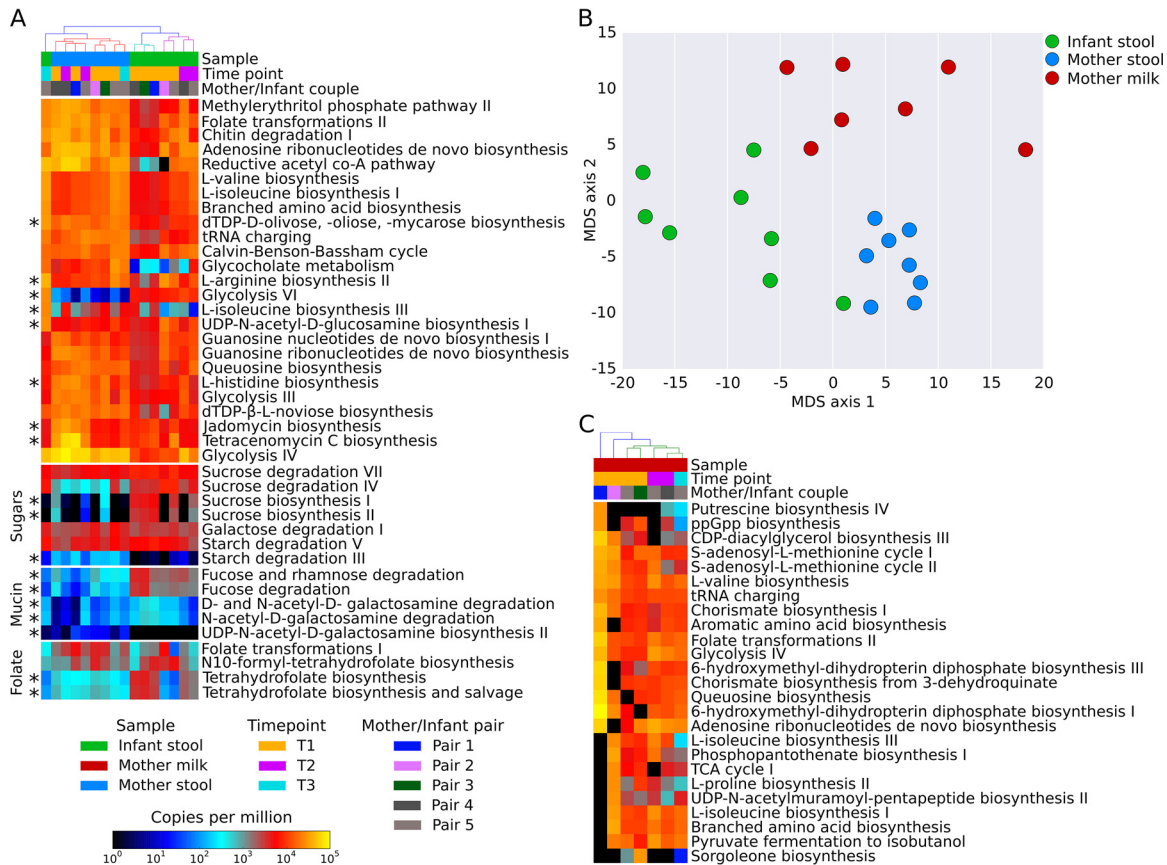 A
Sample
Time point
Mother/Infant couple
Methylerythritol phosphate pathway II
Folate transformations II
Chitin degradation I
Adenosine ribonucleotides de novo biosynthesis
Reductive acetyl co-A pathway
L-valine biosynthesis
L-isoleucine biosynthesis I
Branched amino acid biosynthesis
* dTDP-D-olivose, -oliose, -mycarose biosynthesis
tRNA charging
Calvin-Benson-Bassham cycle
Glycocholate metabolism
* L-arginine biosynthesis II
* Glycolysis VI
* L-isoleucine biosynthesis III
* UDP-N-acetyl-D-glucosamine biosynthesis I
Guanosine nucleotides de novo biosynthesis I
Guanosine ribonucleotides de novo biosynthesis
Queuosine biosynthesis
* L-histidine biosynthesis
Glycolysis III
dTDP-β-L-noviose biosynthesis
* Jadomycin biosynthesis
* Tetracenomycin C biosynthesis
Glycolysis IV
Sugars
Sucrose degradation VII
Sucrose degradation IV
* Sucrose biosynthesis I
* Sucrose biosynthesis II
Galactose degradation I
Starch degradation V
* Starch degradation III
Mucin
* Fucose and rhamnose degradation
* Fucose degradation
* D- and N-acetyl-D- galactosamine degradation
* N-acetyl-D-galactosamine degradation
* UDP-N-acetyl-D-galactosamine biosynthesis II
Folate
Folate transformations I
N10-formyl-tetrahydrofolate biosynthesis
* Tetrahydrofolate biosynthesis
* Tetrahydrofolate biosynthesis and salvage
Sample
Infant stool
Mother milk
Mother stool
Timepoint
T1
T2
T3
Mother/Infant pair
Pair 1
Pair 2
Pair 3
Pair 4
Pair 5
Copies per million
10⁰ 10¹ 10² 10³ 10⁴ 10⁵
B
15
10
5
0
-5
-10
-15
MDS axis 2
-20 -15 -10 -5 0 5 10 15 20
MDS axis 1
Infant stool
Mother stool
Mother milk
C
Sample
Time point
Mother/Infant couple
Putrescine biosynthesis IV
ppGpp biosynthesis
CDP-diacylglycerol biosynthesis III
S-adenosyl-L-methionine cycle I
S-adenosyl-L-methionine cycle II
L-valine biosynthesis
tRNA charging
Chorismate biosynthesis I
Aromatic amino acid biosynthesis
Folate transformations II
Glycolysis IV
6-hydroxymethyl-dihydropterin diphosphate biosynthesis III
Chorismate biosynthesis from 3-dehydroquinate
Queuosine biosynthesis
6-hydroxymethyl-dihydropterin diphosphate biosynthesis I
Adenosine ribonucleotides de novo biosynthesis
L-isoleucine biosynthesis III
Phosphopantothenate biosynthesis I
TCA cycle I
L-proline biosynthesis II
UDP-N-acetylmuramoyl-pentapeptide biosynthesis II
L-isoleucine biosynthesis I
Branched amino acid biosynthesis
Pyruvate fermentation to isobutanol
Sorgoleone biosynthesis